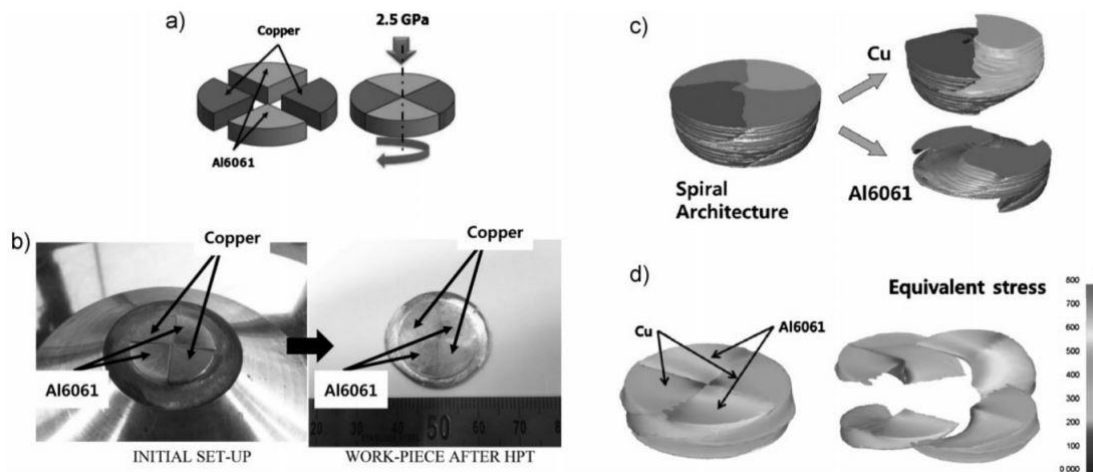 a)
2.5 GPa
Copper
Al6061
b)
Copper
Copper
Al6061
Al6061
20 30 40 50 60 70 8
INITIAL SET-UP
WORK-PIECE AFTER HPT
c)
Cu
Spiral
Architecture
Al6061
d)
Equivalent stress
Cu
Al6061
600
600
500
400
300
200
100
0.000